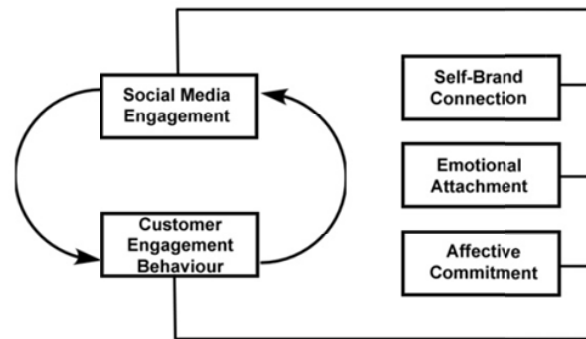 Social Media
Engagement
Customer
Engagement
Behaviour
Self-Brand
Connection
Emotional
Attachment
Affective
Commitment